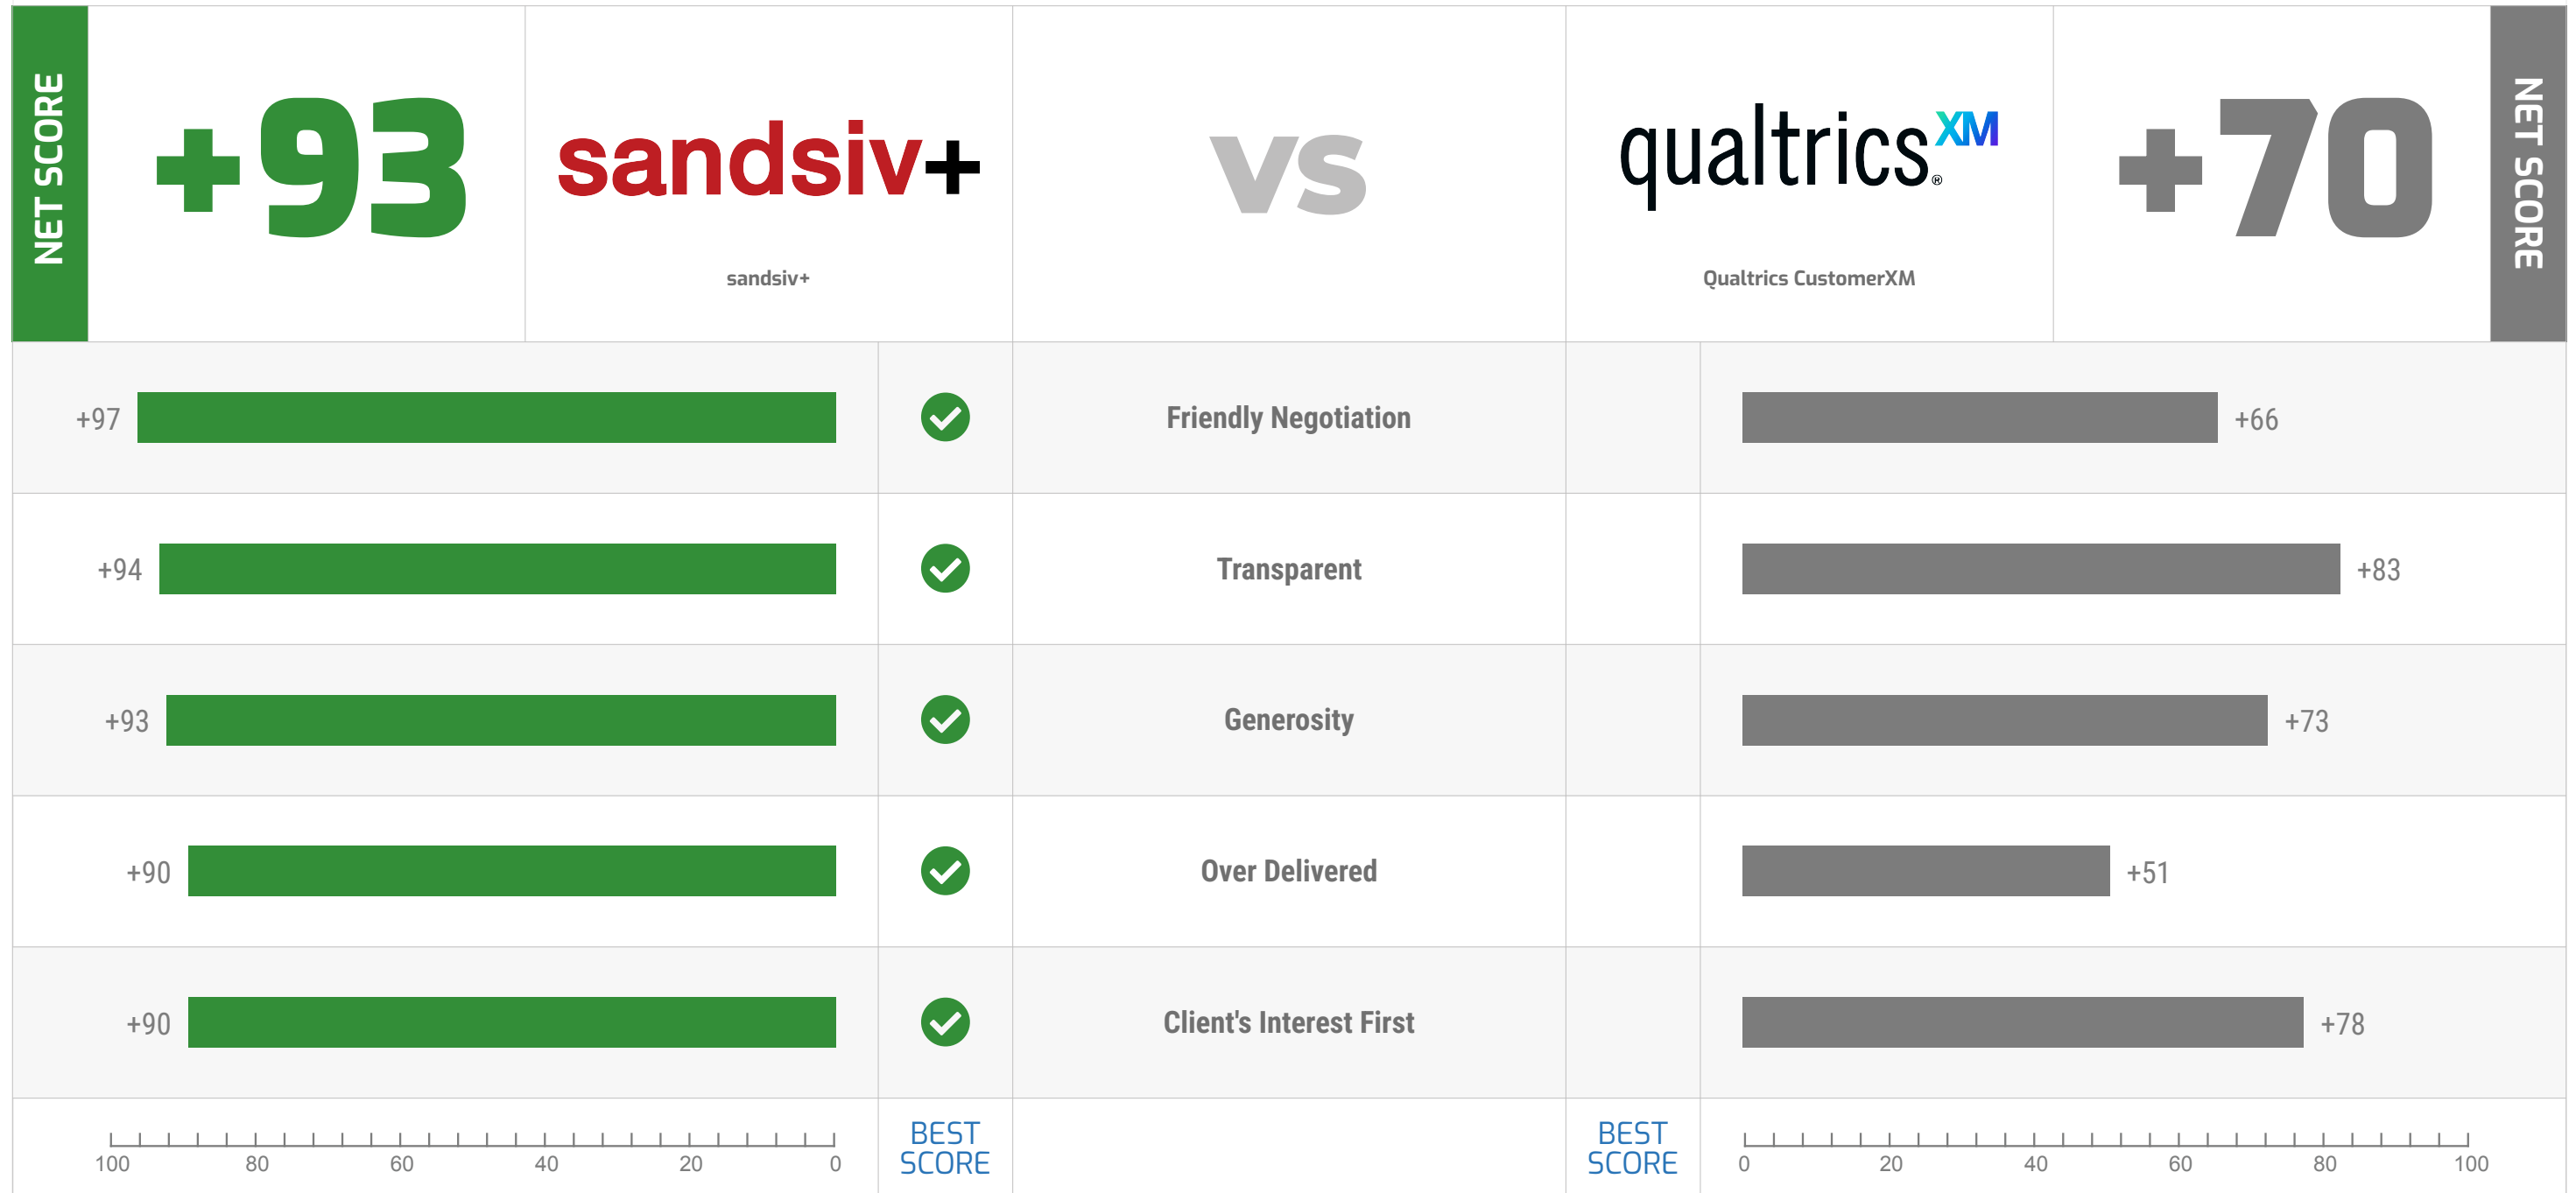 NET SCORE
+93
sandsiv+
sandsiv+
vs
qualtrics.XM
®
Qualtrics CustomerXM
+70
NET SCORE
+97
Friendly Negotiation
+66
+94
Transparent
+83
+93
Generosity
+73
+90
Over Delivered
+51
+90
Client's Interest First
+78
100 80 60 40 20 0
BEST
SCORE
BEST
SCORE
0 20 40 60 80 100